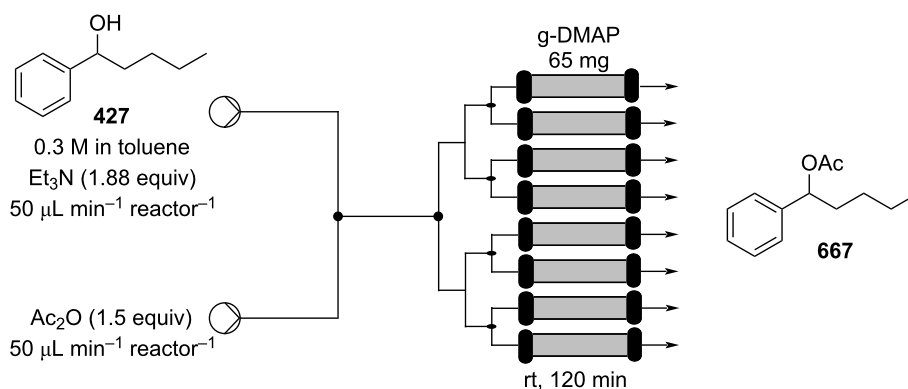 OH
427
0.3 M in toluene
Et₃N (1.88 equiv)
50 μL min⁻¹ reactor⁻¹
Ac₂O (1.5 equiv)
50 μL min⁻¹ reactor⁻¹
g-DMAP
65 mg
rt, 120 min
OAc
667